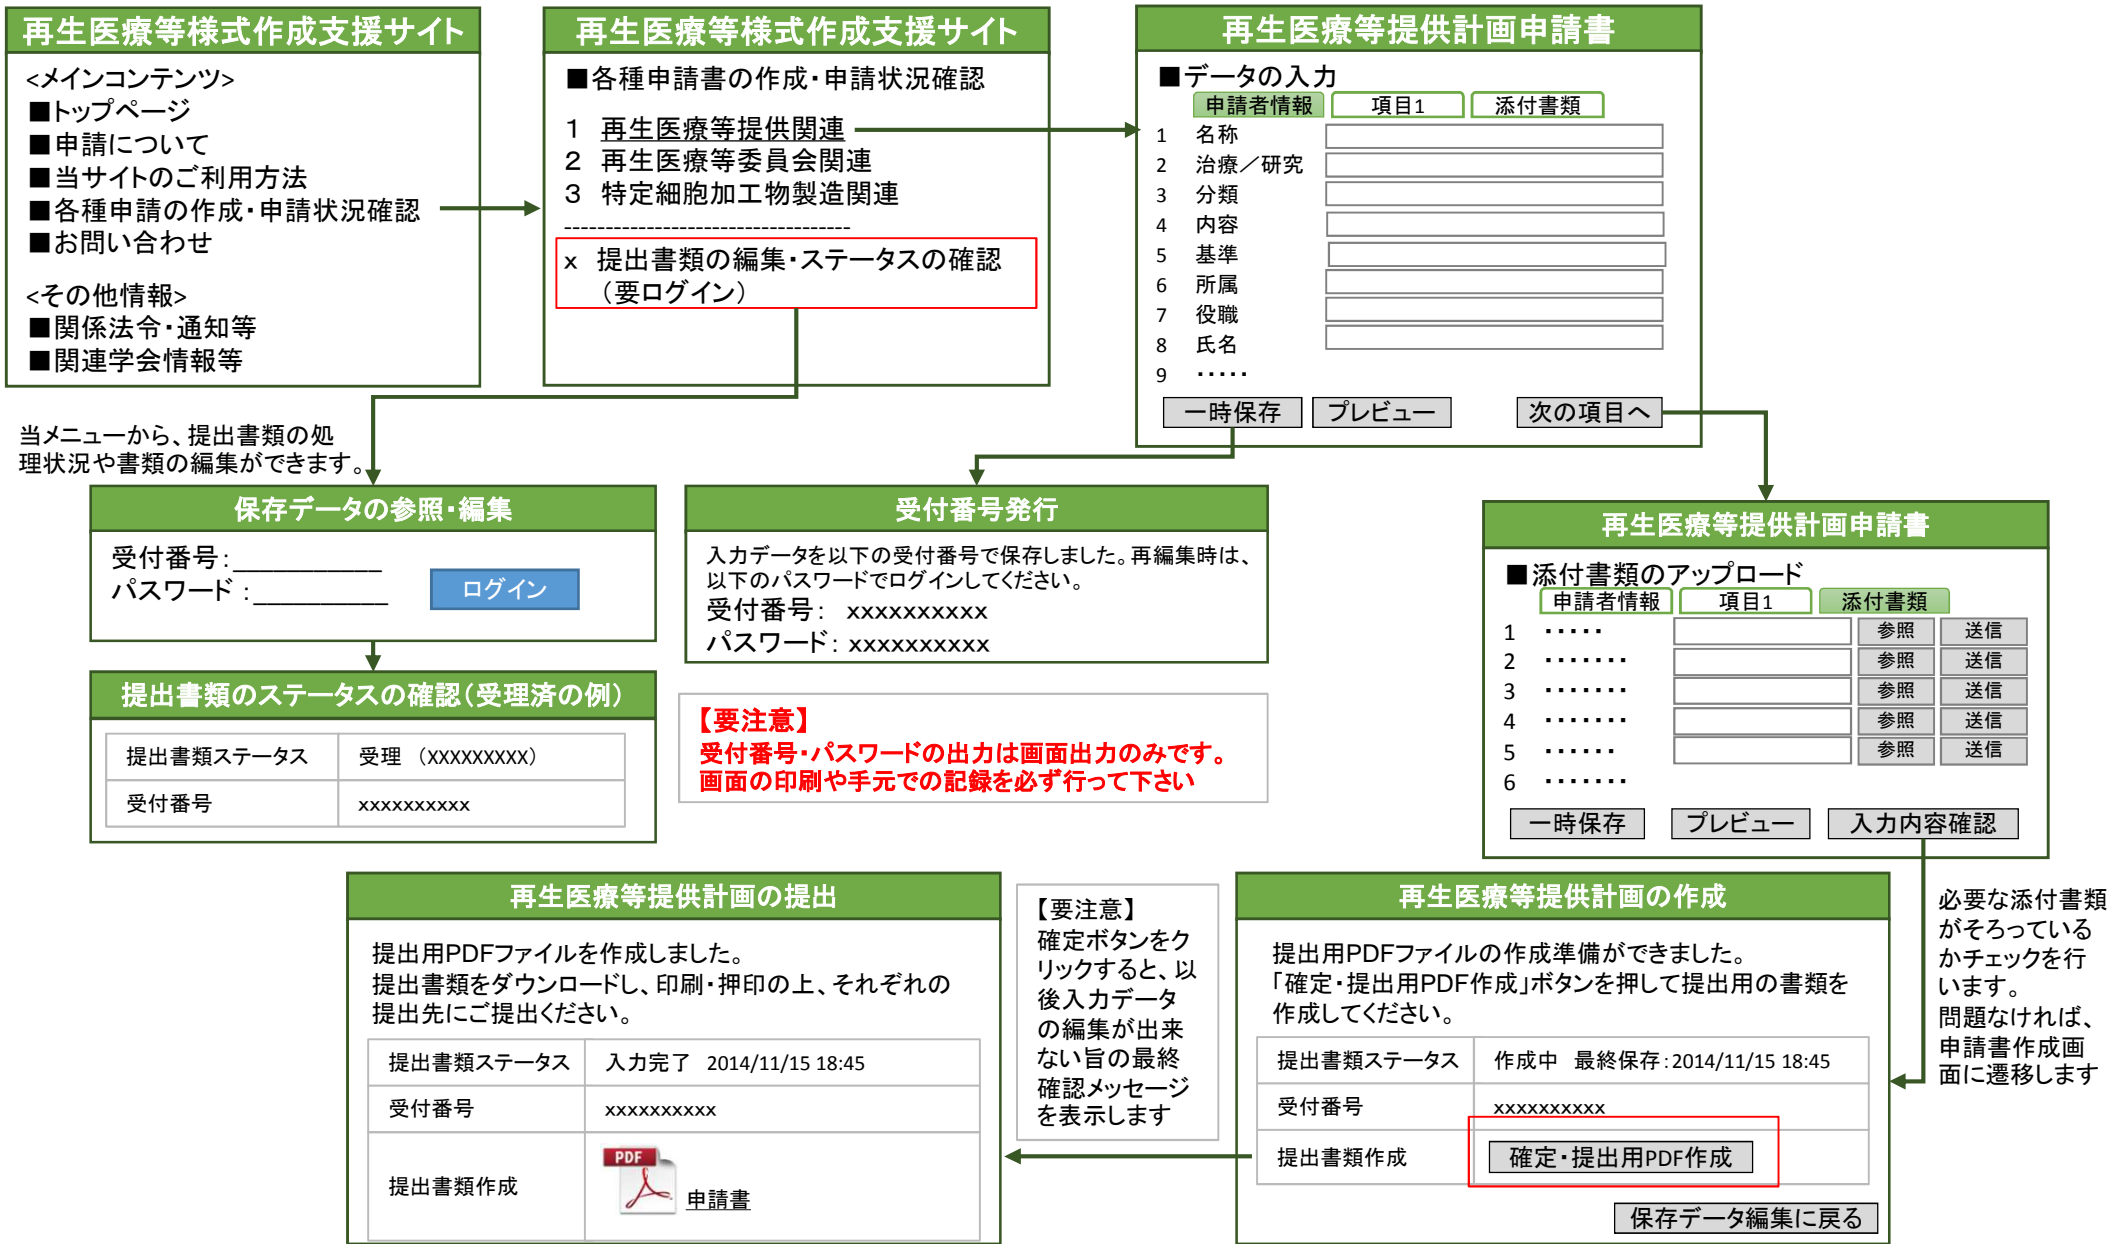 再生医療等様式作成支援サイト
<メインコンテンツ>
■トップページ
■申請について
■当サイトのご利用方法
■各種申請の作成・申請状況確認
■お問い合わせ
<その他情報>
■関係法令・通知等
■関連学会情報等
再生医療等様式作成支援サイト
■各種申請書の作成・申請状況確認
1 再生医療等提供関連
2 再生医療等委員会関連
3 特定細胞加工物製造関連
----------------------------------
x 提出書類の編集・ステータスの確認
（要ログイン）
再生医療等提供計画申請書
■データの入力
申請者情報 項目1 添付書類
1 名称
2 治療／研究
3 分類
4 内容
5 基準
6 所属
7 役職
8 氏名
9 ・・・・・
一時保存 プレビュー 次の項目へ
当メニューから、提出書類の処
理状況や書類の編集ができます。
保存データの参照・編集
受付番号：___________
パスワード：__________
ログイン
提出書類のステータスの確認（受理済の例）
提出書類ステータス 受理 （XXXXXXXXX）
受付番号 xxxxxxxxxx
受付番号発行
入力データを以下の受付番号で保存しました。再編集時は、
以下のパスワードでログインしてください。
受付番号： xxxxxxxxxx
パスワード：xxxxxxxxxx
【要注意】
受付番号・パスワードの出力は画面出力のみです。
画面の印刷や手元での記録を必ず行って下さい
再生医療等提供計画申請書
■添付書類のアップロード
申請者情報 項目1 添付書類
1 ・・・・・ 参照 送信
2 ・・・・・・・ 参照 送信
3 ・・・・・・・ 参照 送信
4 ・・・・・・・ 参照 送信
5 ・・・・・・ 参照 送信
6 ・・・・・・・
一時保存 プレビュー 入力内容確認
必要な添付書類
がそろっている
かチェックを行
います。
問題なければ、
申請書作成画
面に遷移します
再生医療等提供計画の作成
提出用PDFファイルの作成準備ができました。
「確定・提出用PDF作成」ボタンを押して提出用の書類を
作成してください。
提出書類ステータス 作成中 最終保存：2014/11/15 18:45
受付番号 xxxxxxxxxx
提出書類作成 確定・提出用PDF作成
保存データ編集に戻る
【要注意】
確定ボタンをク
リックすると、以
後入力データ
の編集が出来
ない旨の最終
確認メッセージ
を表示します
再生医療等提供計画の提出
提出用PDFファイルを作成しました。
提出書類をダウンロードし、印刷・押印の上、それぞれの
提出先にご提出ください。
提出書類ステータス 入力完了 2014/11/15 18:45
受付番号 xxxxxxxxxx
提出書類作成 PDF 申請書